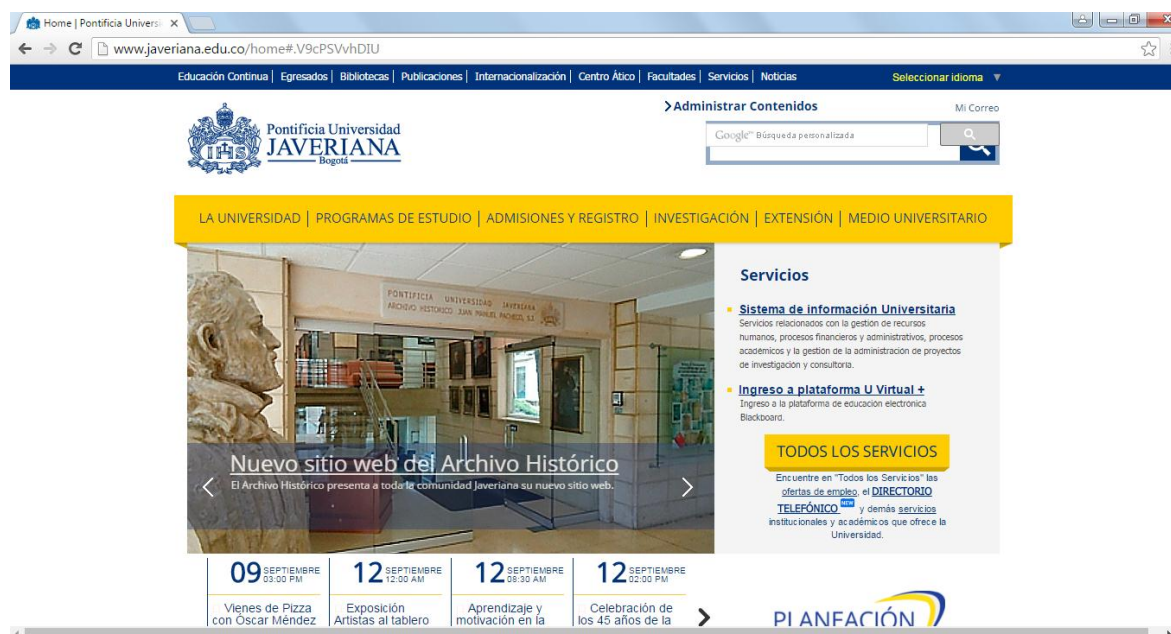 Home | Pontificia Universi
www.javeriana.edu.co/home#.V9cPSVvhDIU
Educación Continua | Egresados | Bibliotecas | Publicaciones | Internacionalización | Centro Ático | Facultades | Servicios | Noticias
Seleccionar idioma
Administrar Contenidos
Mi Correo
Pontificia Universidad
JAVERIANA
Bogotá
IHS
Google™ Búsqueda personalizada
LA UNIVERSIDAD | PROGRAMAS DE ESTUDIO | ADMISIONES Y REGISTRO | INVESTIGACIÓN | EXTENSIÓN | MEDIO UNIVERSITARIO
PONTIFICIA UNIVERSIDAD JAVERIANA
ARCHIVO HISTORICO JUAN MANUEL PACHECO, S.J.
Nuevo sitio web del Archivo Histórico
El Archivo Histórico presenta a toda la comunidad Javeriana su nuevo sitio web.
Servicios
Sistema de información Universitaria
Servicios relacionados con la gestión de recursos
humanos, procesos financieros y administrativos, procesos
académicos y la gestión de la administración de proyectos
de investigación y consultoría.
Ingreso a plataforma U Virtual +
Ingreso a la plataforma de educación electrónica
Blackboard.
TODOS LOS SERVICIOS
Encuentre en "Todos los Servicios" las
ofertas de empleo, el DIRECTORIO
TELEFÓNICO NEW y demás servicios
institucionales y académicos que ofrece la
Universidad.
09 SEPTIEMBRE 03:00 PM
Vienes de Pizza
con Óscar Méndez
12 SEPTIEMBRE 12:00 AM
Exposición
Artistas al tablero
12 SEPTIEMBRE 08:30 AM
Aprendizaje y
motivación en la
12 SEPTIEMBRE 02:00 PM
Celebración de
los 45 años de la
PLANEACIÓN